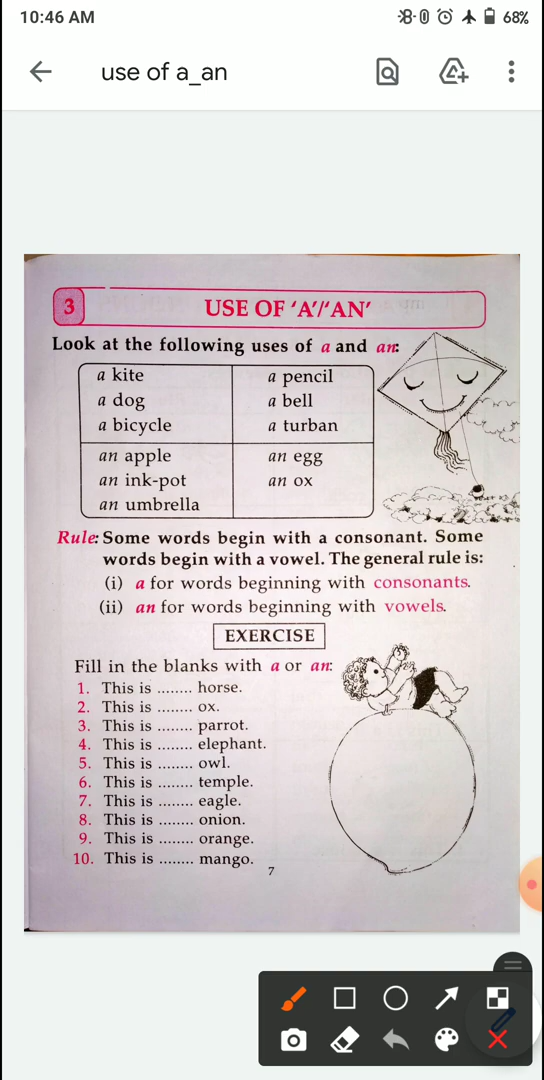 10:46 AM
68%
use of a_an
3
USE OF 'A'/'AN'
Look at the following uses of a and an:
a kite a pencil
a dog a bell
a bicycle a turban
an apple an egg
an ink-pot an ox
an umbrella
Rule: Some words begin with a consonant. Some
words begin with a vowel. The general rule is:
(i) a for words beginning with consonants.
(ii) an for words beginning with vowels.
EXERCISE
Fill in the blanks with a or an:
1. This is ........ horse.
2. This is ........ ox.
3. This is ........ parrot.
4. This is ........ elephant.
5. This is ........ owl.
6. This is ........ temple.
7. This is ........ eagle.
8. This is ........ onion.
9. This is ........ orange.
10. This is ........ mango.
7